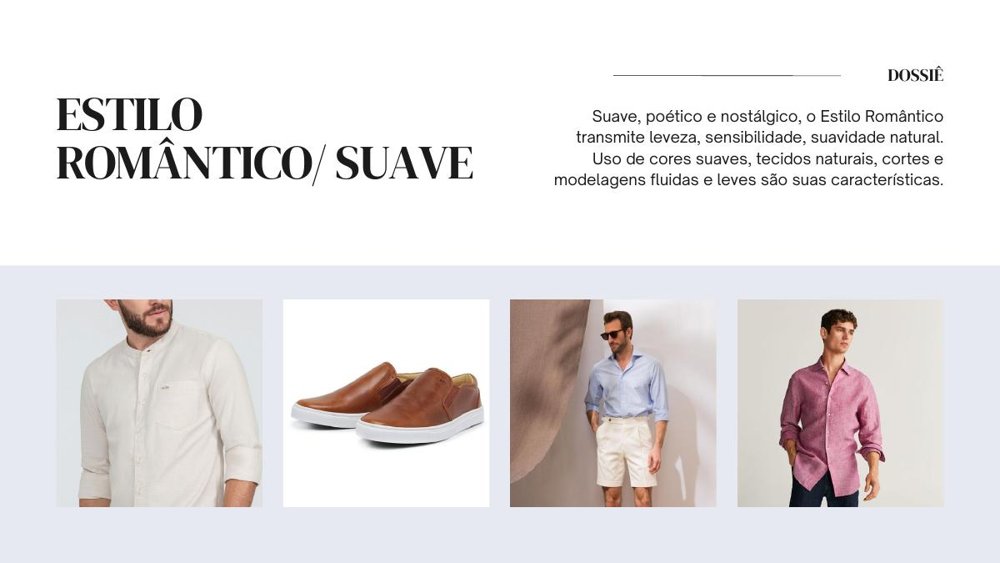 ESTILO
ROMÂNTICO/ SUAVE
DOSSIÊ
Suave, poético e nostálgico, o Estilo Romântico
transmite leveza, sensibilidade, suavidade natural.
Uso de cores suaves, tecidos naturais, cortes e
modelagens fluidas e leves são suas características.